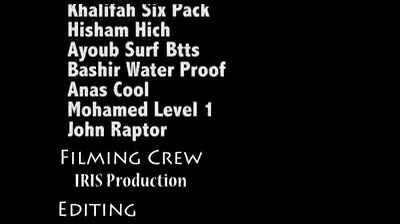 Khalifah Six Pack
Hisham Hich
Ayoub Surf Btts
Bashir Water Proof
Anas Cool
Mohamed Level 1
John Raptor
FILMING CREW
IRIS Production
EDITING